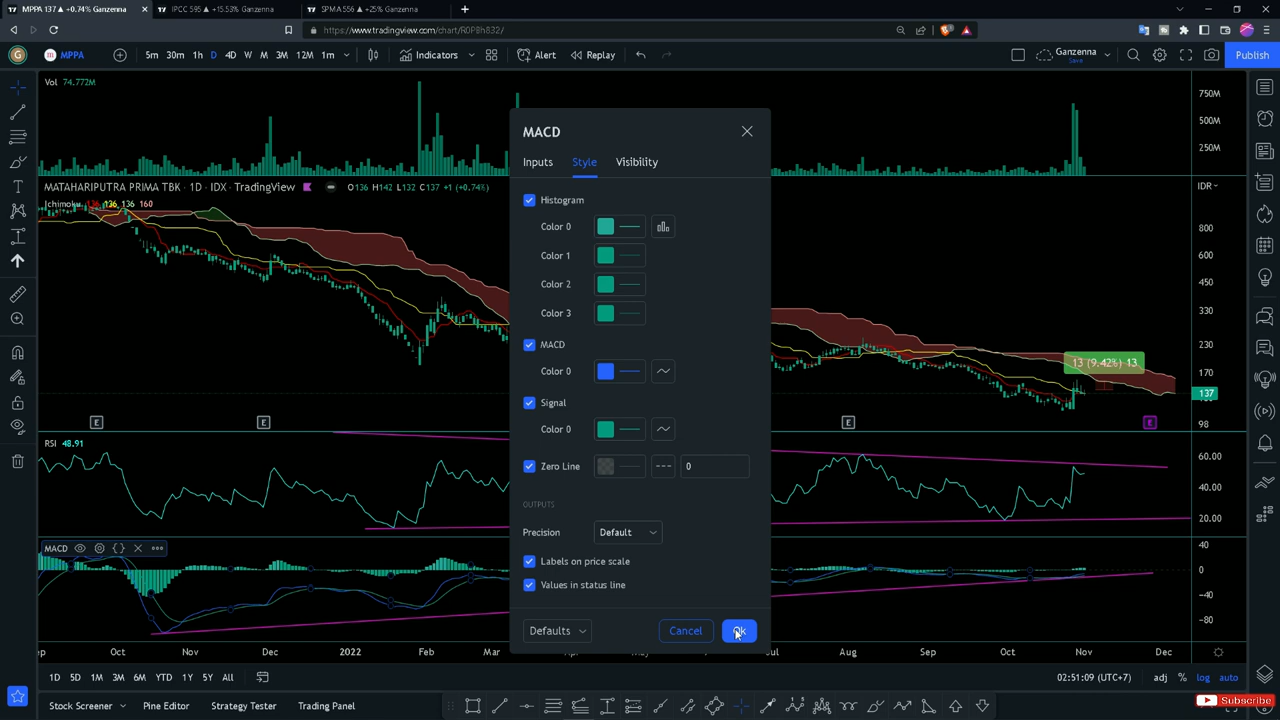 MPPA 137 ▲ +0.74% Ganzenna
IPCC 595 ▲ +15.53% Ganzenna
SPMA 556 ▲ +25% Ganzenna
https://www.tradingview.com/chart/R0PBh832/
G
MPPA
5m 30m 1h D 4D W M 3M 12M 1m
Indicators
Alert
Replay
Ganzenna
Save
Publish
Vol 74.772M
750M
500M
250M
MATAHARIPUTRA PRIMA TBK · 1D · IDX · TradingView
O136 H142 L132 C137 +1 (+0.74%)
IDR
136 136 136 160
800
600
450
330
230
170
137
98
13 (9.42%) 13
E
E
E
E
RSI 48.91
60.00
40.00
20.00
MACD
40
0
-40
-80
MACD
Inputs
Style
Visibility
Histogram
Color 0
Color 1
Color 2
Color 3
MACD
Color 0
Signal
Color 0
Zero Line
0
OUTPUTS
Precision
Default
Labels on price scale
Values in status line
Defaults
Cancel
Ok
Oct Nov Dec 2022 Feb Mar
Aug Sep Oct Nov Dec
1D 5D 1M 3M 6M YTD 1Y 5Y All
02:51:09 (UTC+7)
adj % log auto
Stock Screener
Pine Editor
Strategy Tester
Trading Panel
Subscribe